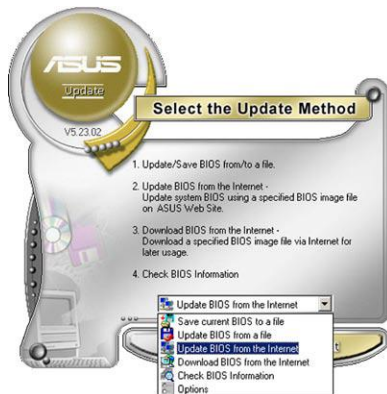 ASUS
Update
V5.23.02
Select the Update Method
1. Update/Save BIOS from/to a file.
2. Update BIOS from the Internet -
Update system BIOS using a specified BIOS image file
on ASUS Web Site.
3. Download BIOS from the Internet -
Download a specified BIOS image file via Internet for
later usage.
4. Check BIOS Information
Update BIOS from the Internet
Save current BIOS to a file
Update BIOS from a file
Update BIOS from the Internet
Download BIOS from the Internet
Check BIOS Information
Options